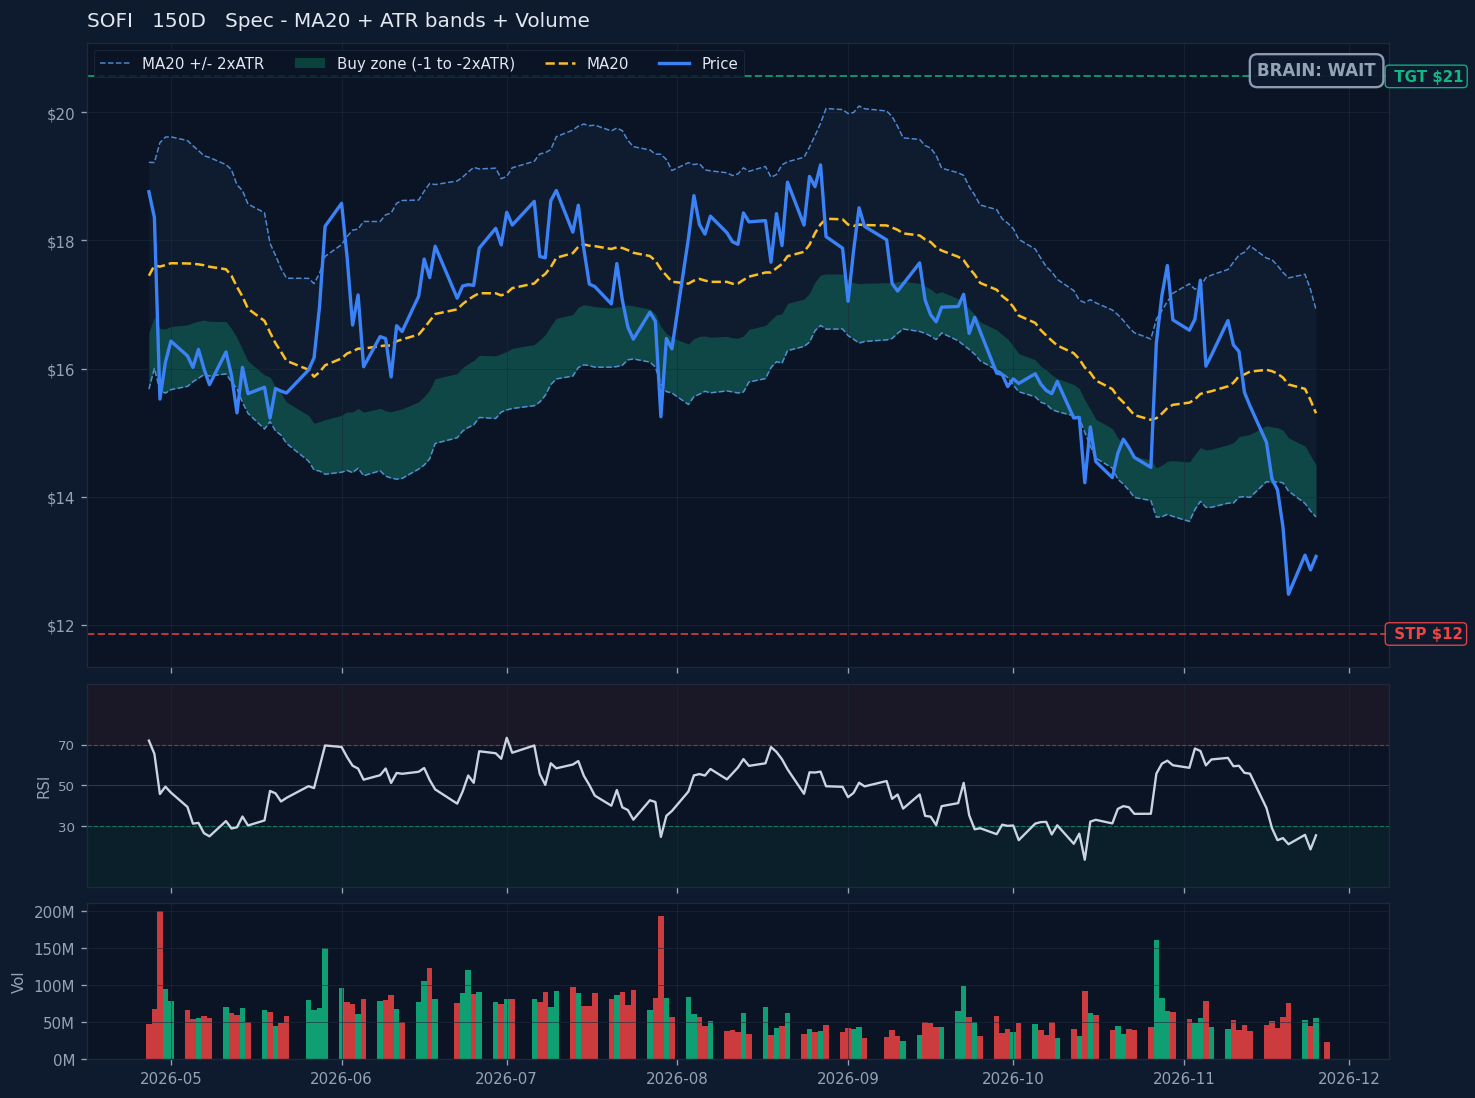 SOFI   150D   Spec - MA20 + ATR bands + Volume
MA20 +/- 2xATR
Buy zone (-1 to -2xATR)
MA20
Price
BRAIN: WAIT
TGT $21
$20
$18
$16
$14
$12
STP $12
RSI
70
50
30
Vol
200M
150M
100M
50M
0M
2026-05
2026-06
2026-07
2026-08
2026-09
2026-10
2026-11
2026-12